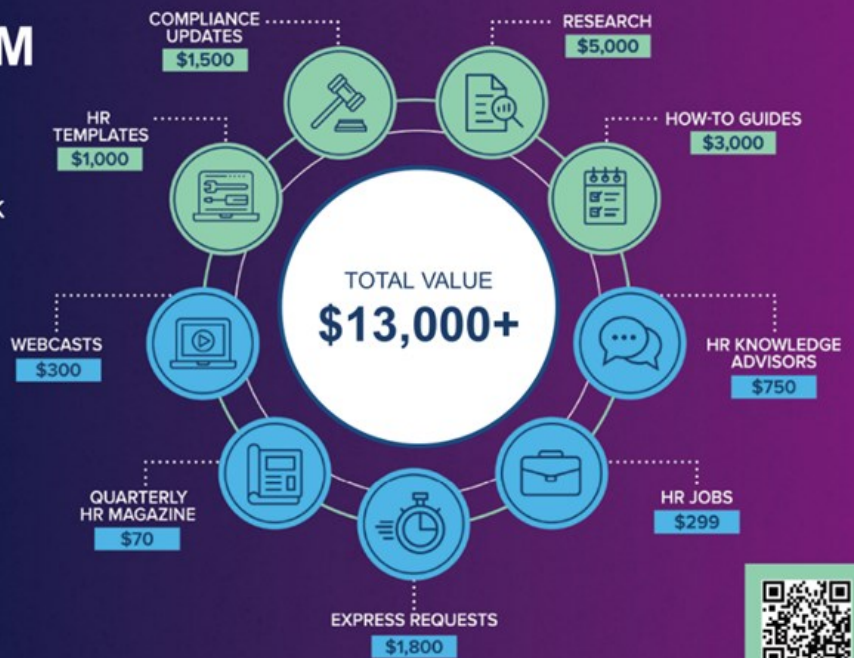 M
COMPLIANCE
UPDATES
$1,500
RESEARCH
$5,000
HR
TEMPLATES
$1,000
HOW-TO GUIDES
$3,000
K
TOTAL VALUE
$13,000+
WEBCASTS
$300
HR KNOWLEDGE
ADVISORS
$750
QUARTERLY
HR MAGAZINE
$70
HR JOBS
$299
EXPRESS REQUESTS
$1,800